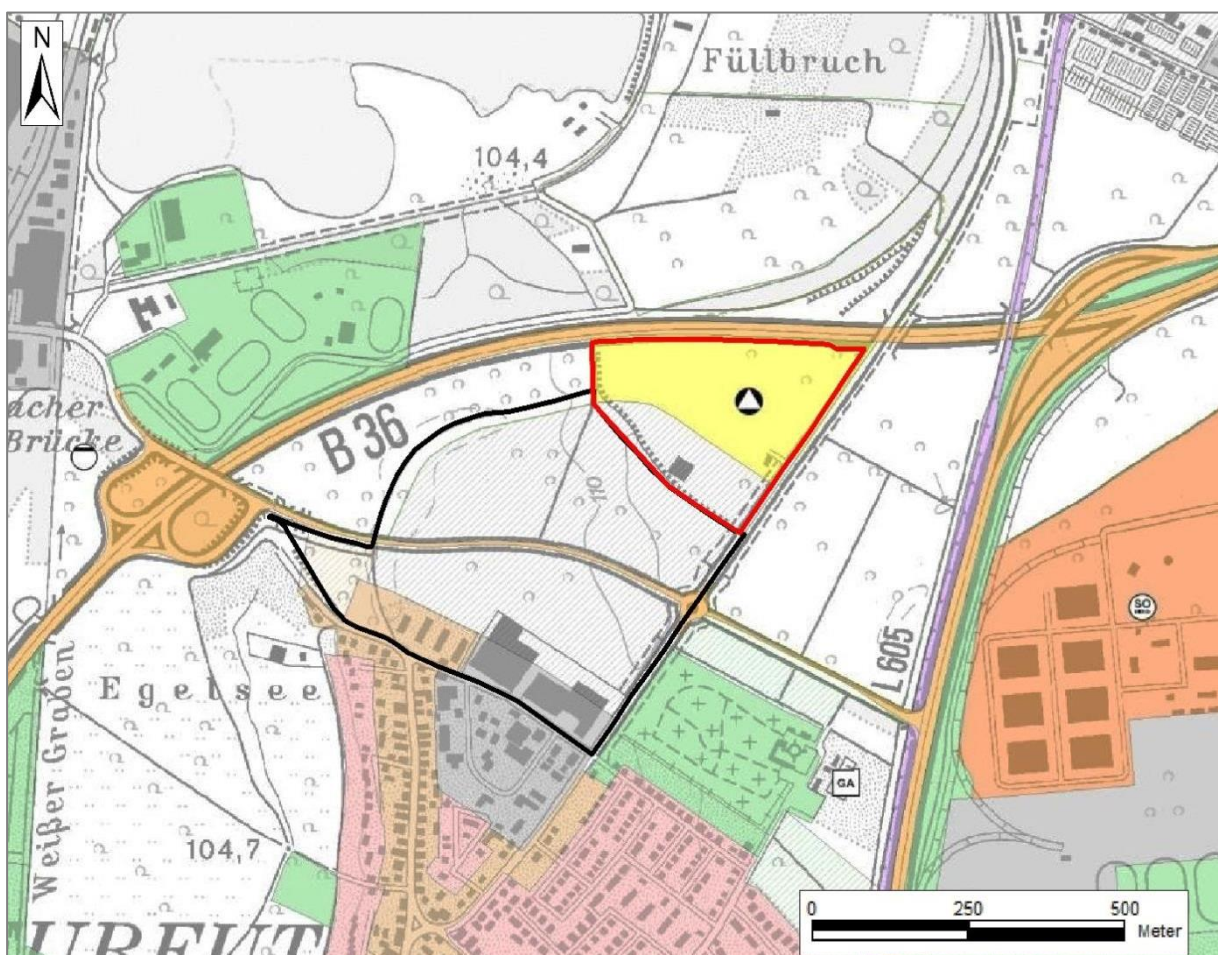 N
Füllbruch
104,4
acher
Brücke
B 36
110
L 605
SO
Egelsee
Weißer Graben
GA
104,7
0 250 500
Meter